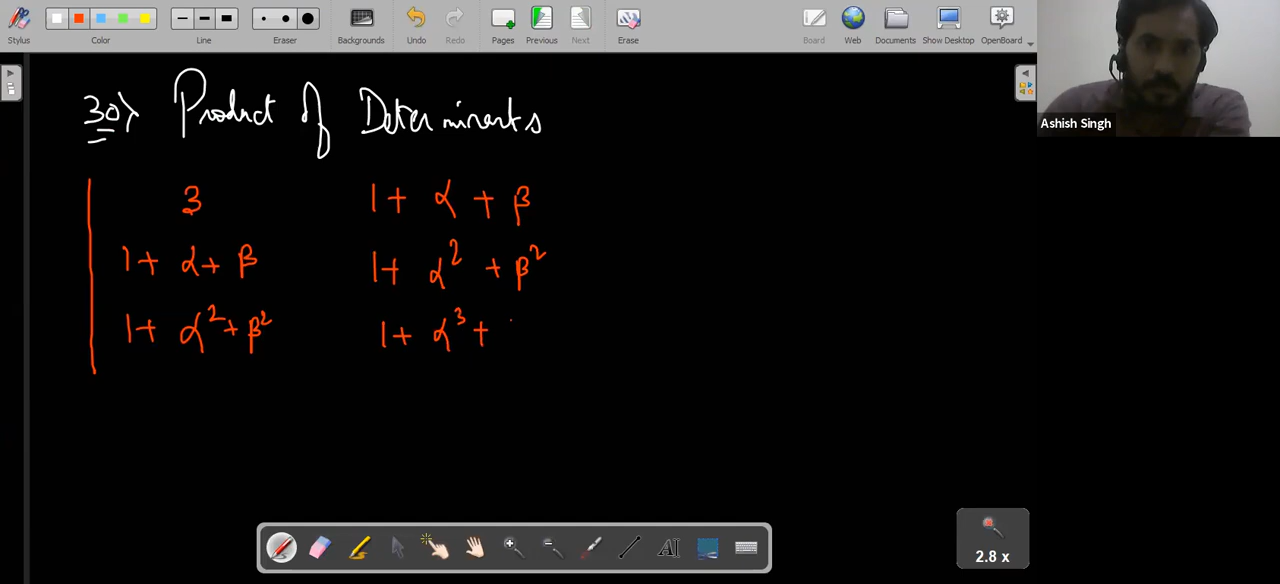 Stylus Color Line Eraser Backgrounds Undo Redo Pages Previous Next Erase Board Web Documents Show Desktop OpenBoard
Ashish Singh
30> Product of Determinants
3 1+ α + β
1+ α+ β 1+ α² + β²
1+ α²+ β² 1+ α³ +
AI
2.8 x